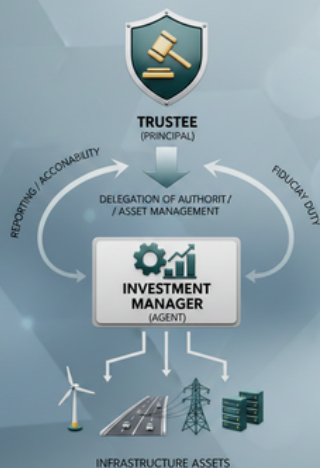 TRUSTEE
(PRINCIPAL)
REPORTING / ACCONABILITY
FIDUCIAY DUTY
DELEGATION OF AUTHORIT /
/ ASSET MANAGEMENT
INVESTMENT
MANAGER
(AGENT)
INFRASTRUCTURE ASSETS